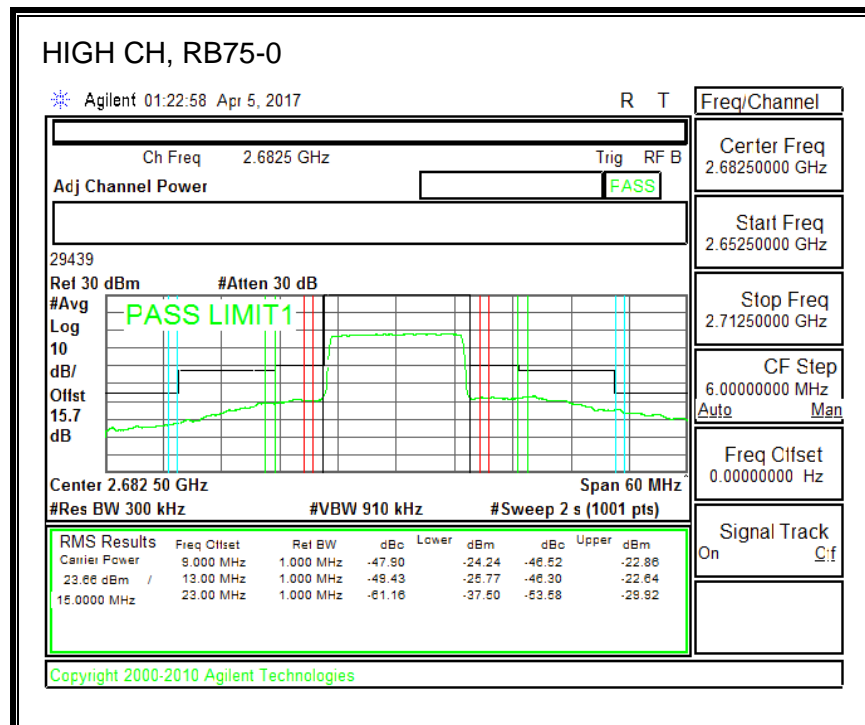 HIGH CH, RB75-0
Agilent 01:22:58 Apr 5, 2017 R T
Freq/Channel
Ch Freq 2.6825 GHz Trig RF B
Adj Channel Power PASS
Center Freq
2.68250000 GHz
Start Freq
2.65250000 GHz
29439
Ref 30 dBm #Atten 30 dB
#Avg
Log
10
dB/
Offst
15.7
dB
PASS LIMIT1
Stop Freq
2.71250000 GHz
CF Step
6.00000000 MHz
Auto Man
Freq Offset
0.00000000 Hz
Center 2.682 50 GHz Span 60 MHz
#Res BW 300 kHz #VBW 910 kHz #Sweep 2 s (1001 pts)
Signal Track
On Off
RMS Results Freq Offset Ref BW dBc Lower dBm dBc Upper dBm
Carrier Power 9.000 MHz 1.000 MHz -47.90 -24.24 -46.52 -22.86
23.66 dBm / 13.00 MHz 1.000 MHz -49.43 -25.77 -46.30 -22.64
15.0000 MHz 23.00 MHz 1.000 MHz -61.16 -37.50 -53.58 -29.92
Copyright 2000-2010 Agilent Technologies